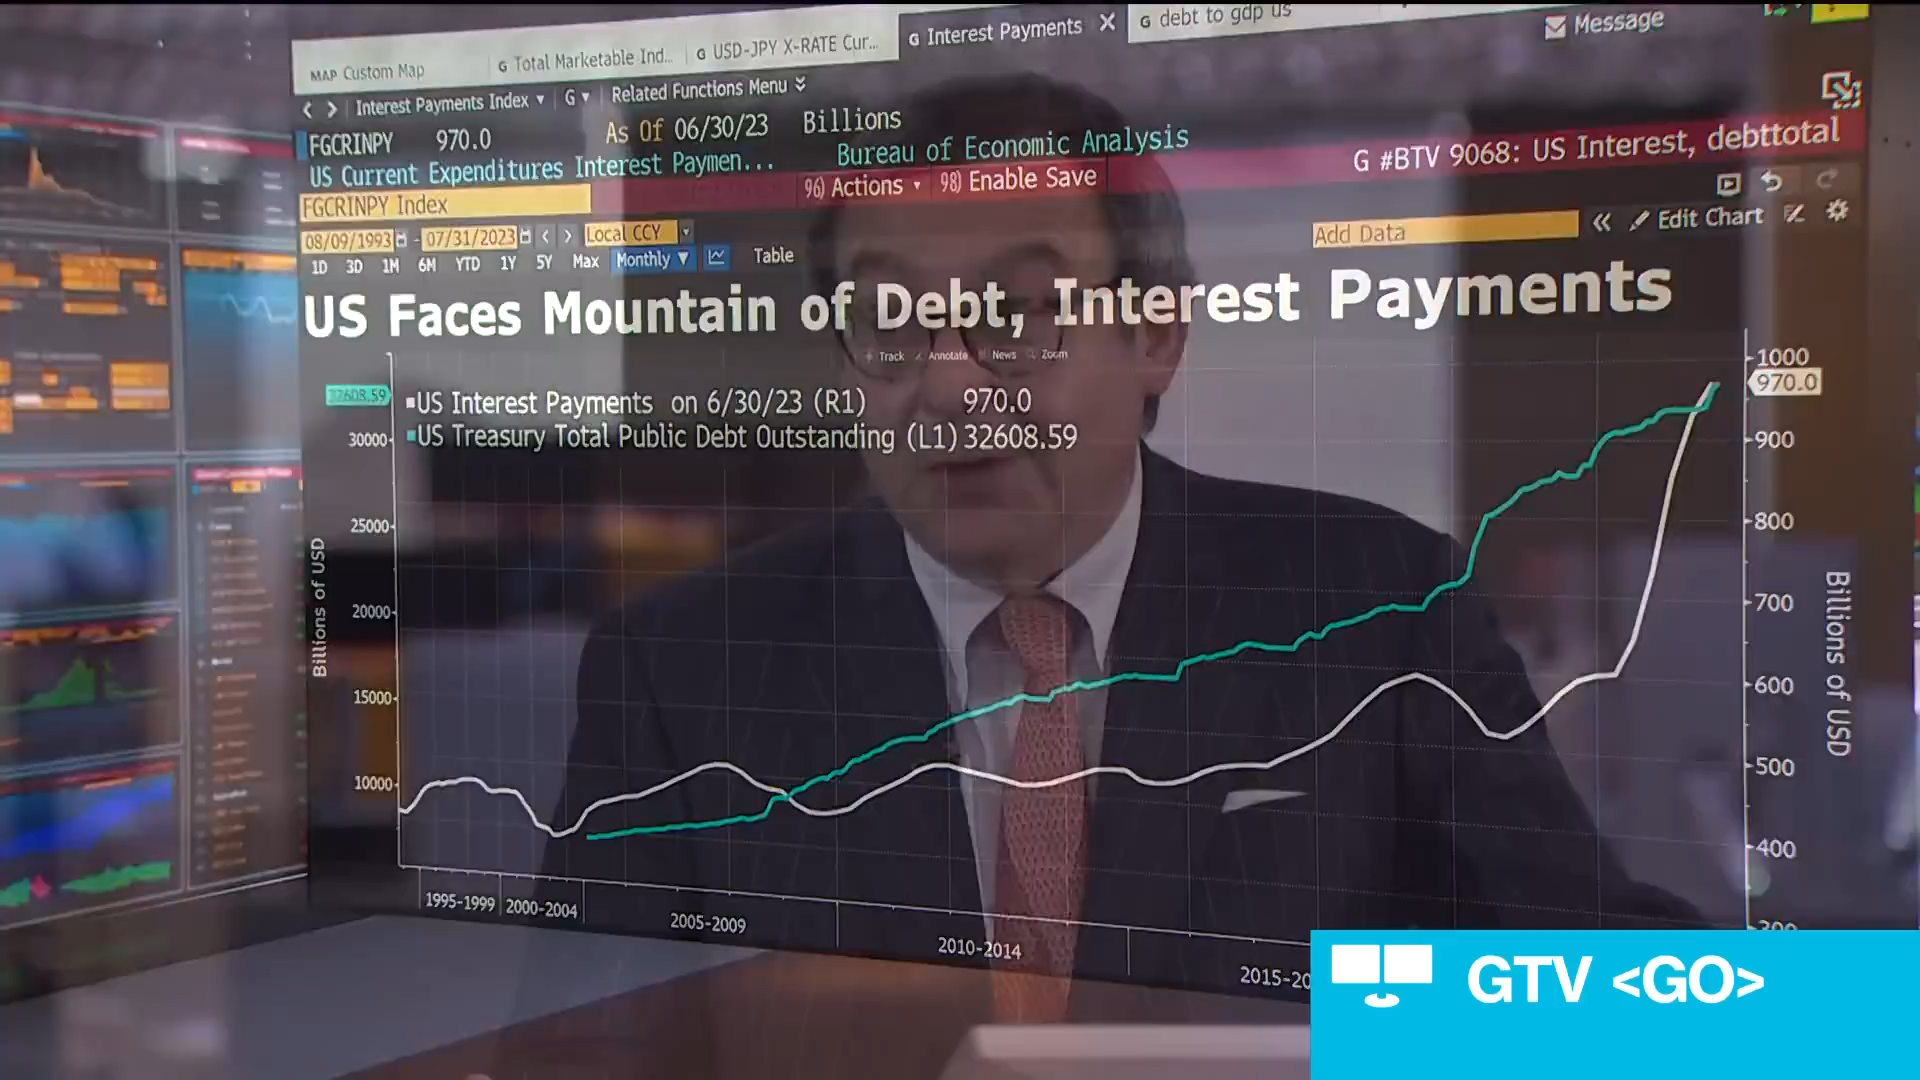 MAP Custom Map
G Total Marketable Ind...
G USD-JPY X-RATE Cur...
G Interest Payments X
G debt to gdp us
Message
< > Interest Payments Index ▾ G ▾ Related Functions Menu
FGCRINPY 970.0 As Of 06/30/23 Billions
US Current Expenditures Interest Paymen... Bureau of Economic Analysis
G #BTV 9068: US Interest, debttotal
FGCRINPY Index
96) Actions ▾ 98) Enable Save
08/09/1993 - 07/31/2023 < > Local CCY ▾
Add Data
« Edit Chart
1D 3D 1M 6M YTD 1Y 5Y Max Monthly ▼ Table
US Faces Mountain of Debt, Interest Payments
Track Annotate News Zoom
US Interest Payments on 6/30/23 (R1) 970.0
US Treasury Total Public Debt Outstanding (L1) 32608.59
32608.59
30000
25000
20000
15000
10000
Billions of USD
1000
970.0
900
800
700
600
500
400
Billions of USD
1995-1999
2000-2004
2005-2009
2010-2014
2015-20
GTV <GO>